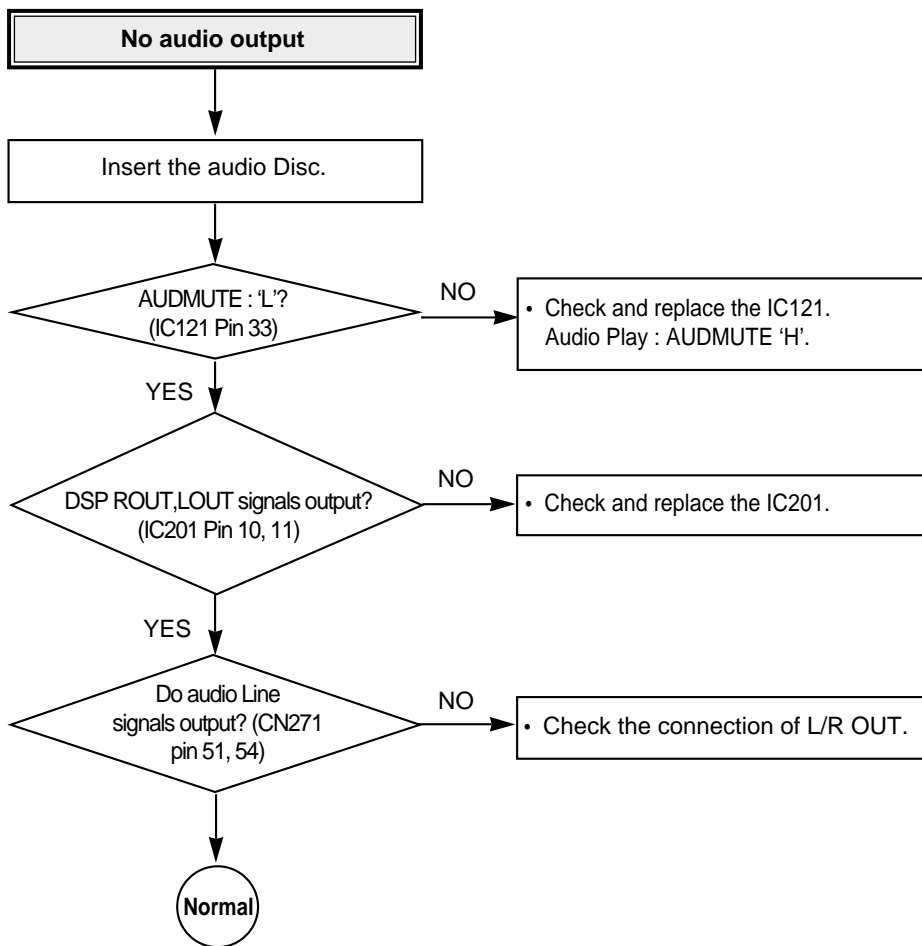 No audio output
Insert the audio Disc.
AUDMUTE : 'L'?
(IC121 Pin 33)
NO
• Check and replace the IC121.
Audio Play : AUDMUTE 'H'.
YES
DSP ROUT,LOUT signals output?
(IC201 Pin 10, 11)
NO
• Check and replace the IC201.
YES
Do audio Line
signals output? (CN271
pin 51, 54)
NO
• Check the connection of L/R OUT.
Normal